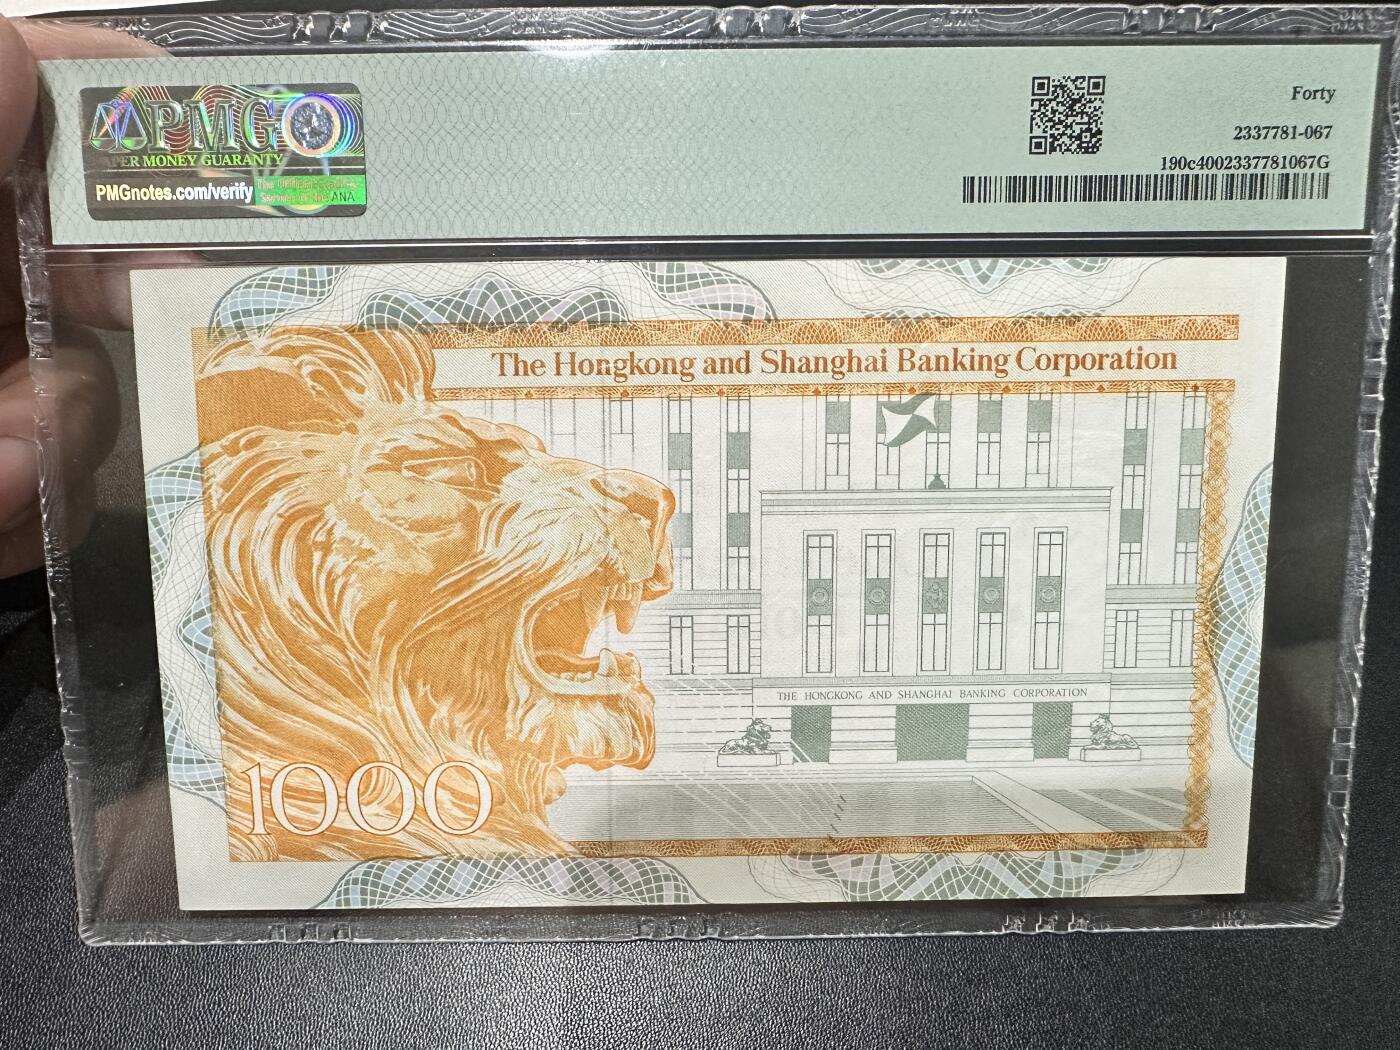 PMG
PAPER MONEY GUARANTY
PMGnotes.com/verify
ANA
Forty
2337781-067
190c4002337781067G
The Hongkong and Shanghai Banking Corporation
THE HONGKONG AND SHANGHAI BANKING CORPORATION
1000